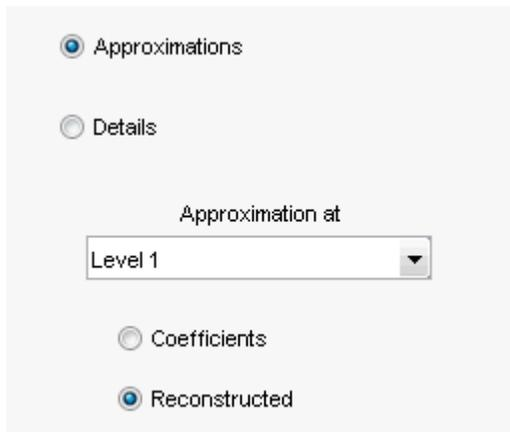 Approximations
Details
Approximation at
Level 1
Coefficients
Reconstructed